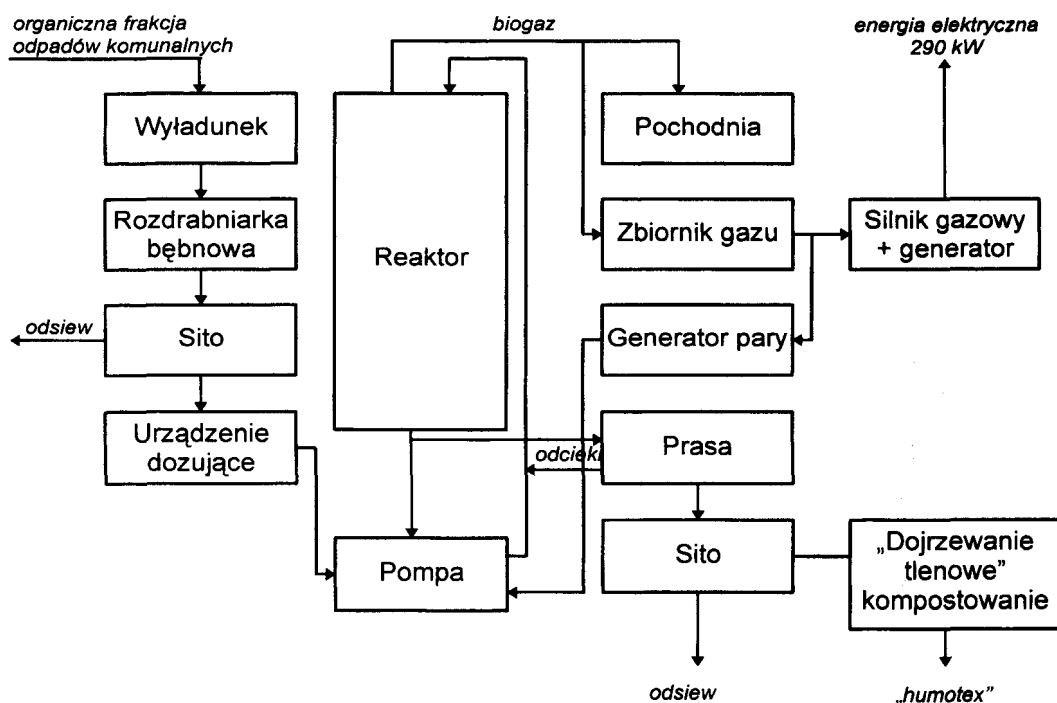 organiczna frakcja
odpadów komunalnych
biogaz
energia elektryczna
290 kW
Wyładunek
Pochodnia
Rozdrabniarka
bębnowa
Reaktor
Zbiornik gazu
Silnik gazowy
+ generator
odsiew
Sito
Generator pary
Urządzenie
dozujące
odcieki
Prasa
Pompa
Sito
„Dojrzewanie
tlenowe”
kompostowanie
odsiew
„humotex”